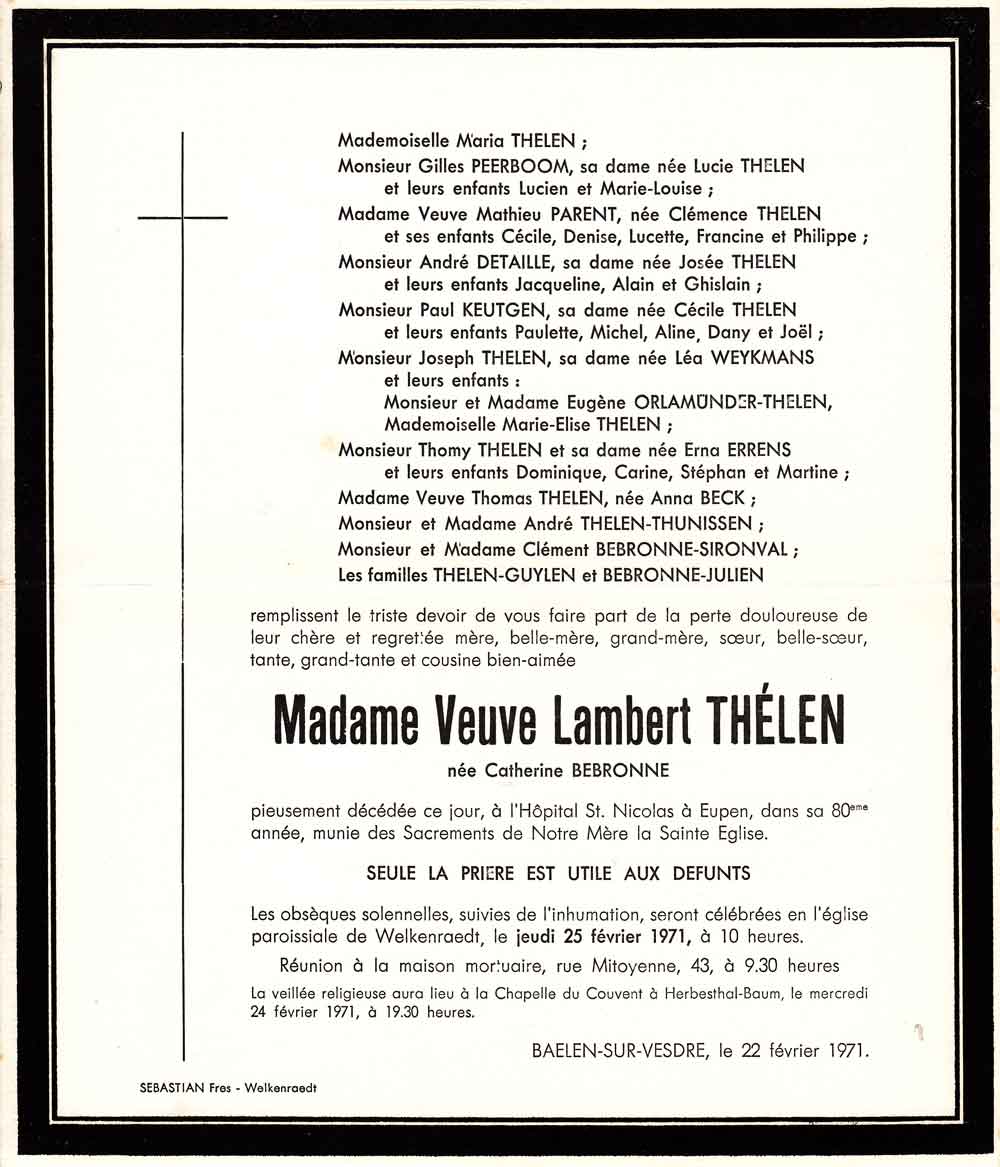 Mademoiselle Maria THELEN ;
Monsieur Gilles PEERBOOM, sa dame née Lucie THELEN
et leurs enfants Lucien et Marie-Louise ;
Madame Veuve Mathieu PARENT, née Clémence THELEN
et ses enfants Cécile, Denise, Lucette, Francine et Philippe ;
Monsieur André DETAILLE, sa dame née Josée THELEN
et leurs enfants Jacqueline, Alain et Ghislain ;
Monsieur Paul KEUTGEN, sa dame née Cécile THELEN
et leurs enfants Paulette, Michel, Aline, Dany et Joël ;
Monsieur Joseph THELEN, sa dame née Léa WEYKMANS
et leurs enfants :
Monsieur et Madame Eugène ORLAMÜNDER-THELEN,
Mademoiselle Marie-Elise THELEN ;
Monsieur Thomy THELEN et sa dame née Erna ERRENS
et leurs enfants Dominique, Carine, Stéphan et Martine ;
Madame Veuve Thomas THELEN, née Anna BECK ;
Monsieur et Madame André THELEN-THUNISSEN ;
Monsieur et Madame Clément BEBRONNE-SIRONVAL ;
Les familles THELEN-GUYLEN et BEBRONNE-JULIEN
remplissent le triste devoir de vous faire part de la perte douloureuse de
leur chère et regrettée mère, belle-mère, grand-mère, sœur, belle-sœur,
tante, grand-tante et cousine bien-aimée
Madame Veuve Lambert THÉLEN
née Catherine BEBRONNE
pieusement décédée ce jour, à l'Hôpital St. Nicolas à Eupen, dans sa 80eme
année, munie des Sacrements de Notre Mère la Sainte Eglise.
SEULE LA PRIERE EST UTILE AUX DEFUNTS
Les obsèques solennelles, suivies de l'inhumation, seront célébrées en l'église
paroissiale de Welkenraedt, le jeudi 25 février 1971, à 10 heures.
Réunion à la maison mortuaire, rue Mitoyenne, 43, à 9.30 heures
La veillée religieuse aura lieu à la Chapelle du Couvent à Herbesthal-Baum, le mercredi
24 février 1971, à 19.30 heures.
BAELEN-SUR-VESDRE, le 22 février 1971.
SEBASTIAN Fres - Welkenraedt